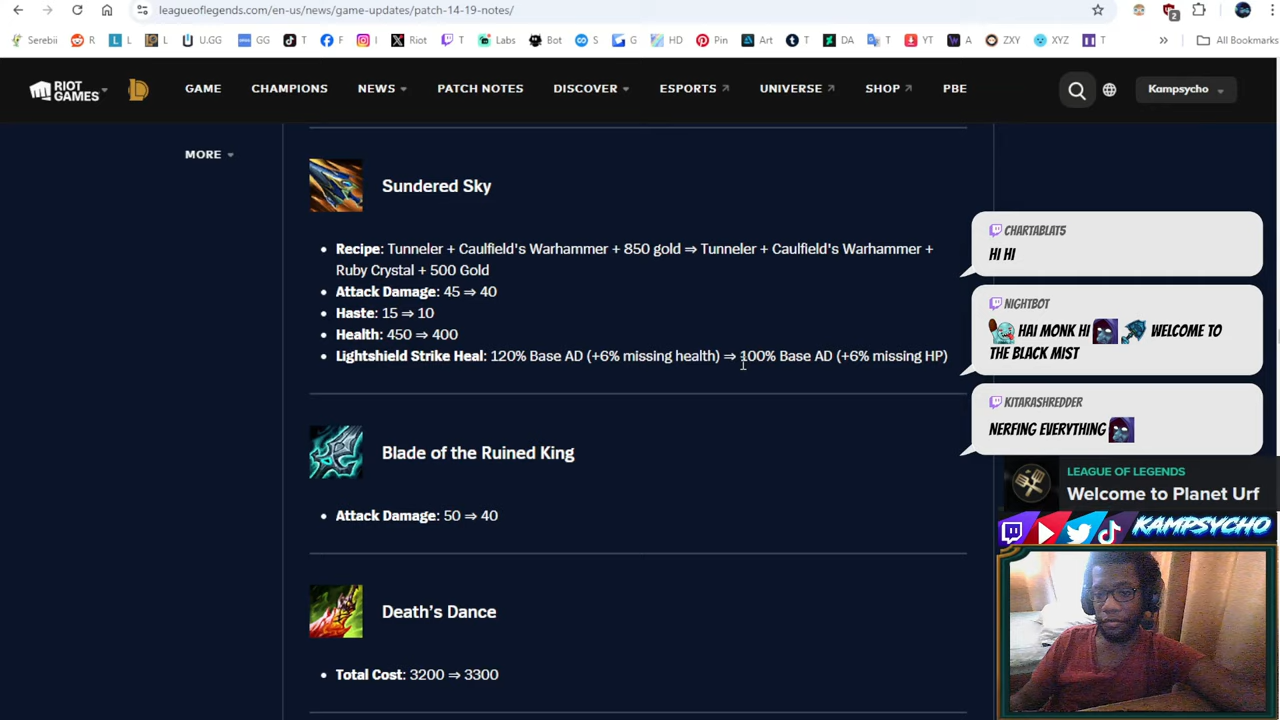 leagueoflegends.com/en-us/news/game-updates/patch-14-19-notes/
2
Serebii R L L U.GG GG T F I Riot T Labs Bot S G HD Pin Art T DA T YT A ZXY XYZ T » All Bookmarks
RIOT GAMES GAME CHAMPIONS NEWS PATCH NOTES DISCOVER ESPORTS UNIVERSE SHOP PBE Kampsycho
MORE
Sundered Sky
• Recipe: Tunneler + Caulfield's Warhammer + 850 gold ⇒ Tunneler + Caulfield's Warhammer +
Ruby Crystal + 500 Gold
• Attack Damage: 45 ⇒ 40
• Haste: 15 ⇒ 10
• Health: 450 ⇒ 400
• Lightshield Strike Heal: 120% Base AD (+6% missing health) ⇒ 100% Base AD (+6% missing HP)
Blade of the Ruined King
• Attack Damage: 50 ⇒ 40
Death's Dance
• Total Cost: 3200 ⇒ 3300
CHARTABLAT5
HI HI
NIGHTBOT
HAI MONK HI WELCOME TO
THE BLACK MIST
KITARASHREDDER
NERFING EVERYTHING
LEAGUE OF LEGENDS
Welcome to Planet Urf
KAMPSYCHO